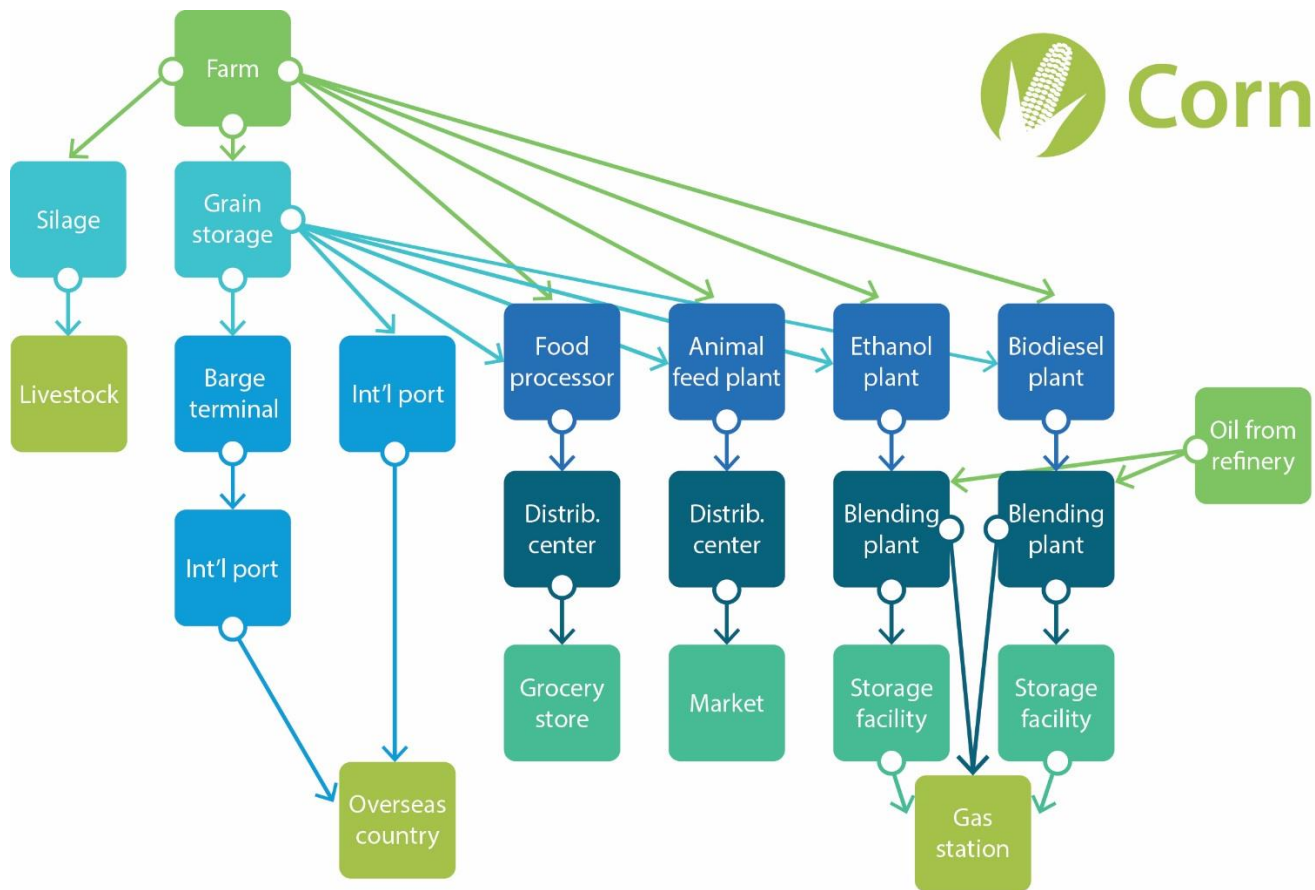 Farm
Corn
Silage
Grain
storage
Livestock
Barge
terminal
Int'l port
Food
processor
Animal
feed plant
Ethanol
plant
Biodiesel
plant
Oil from
refinery
Int'l port
Distrib.
center
Distrib.
center
Blending
plant
Blending
plant
Grocery
store
Market
Storage
facility
Storage
facility
Overseas
country
Gas
station